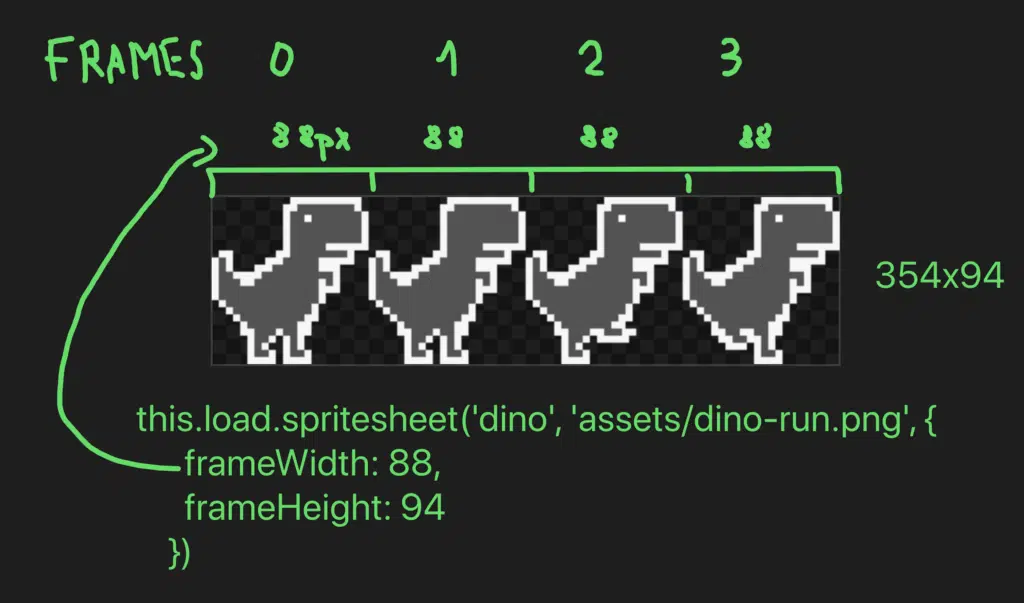 FRAMES 0 1 2 3
88px 88 88 88
354x94
this.load.spritesheet('dino', 'assets/dino-run.png', {
frameWidth: 88,
frameHeight: 94
})